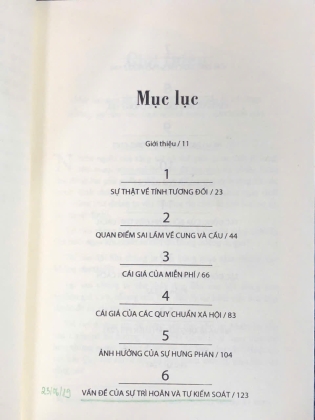 Mục lục
Giới thiệu / 11
1
SỰ THẬT VỀ TÍNH TƯƠNG ĐỐI / 23
2
QUAN ĐIỂM SAI LẦM VỀ CUNG VÀ CẦU / 44
3
CÁI GIÁ CỦA MIỄN PHÍ / 66
4
CÁI GIÁ CỦA CÁC QUY CHUẨN XÃ HỘI / 83
5
ẢNH HƯỞNG CỦA SỰ HƯNG PHẤN / 104
6
VẤN ĐỀ CỦA SỰ TRÌ HOÃN VÀ TỰ KIỂM SOÁT / 123